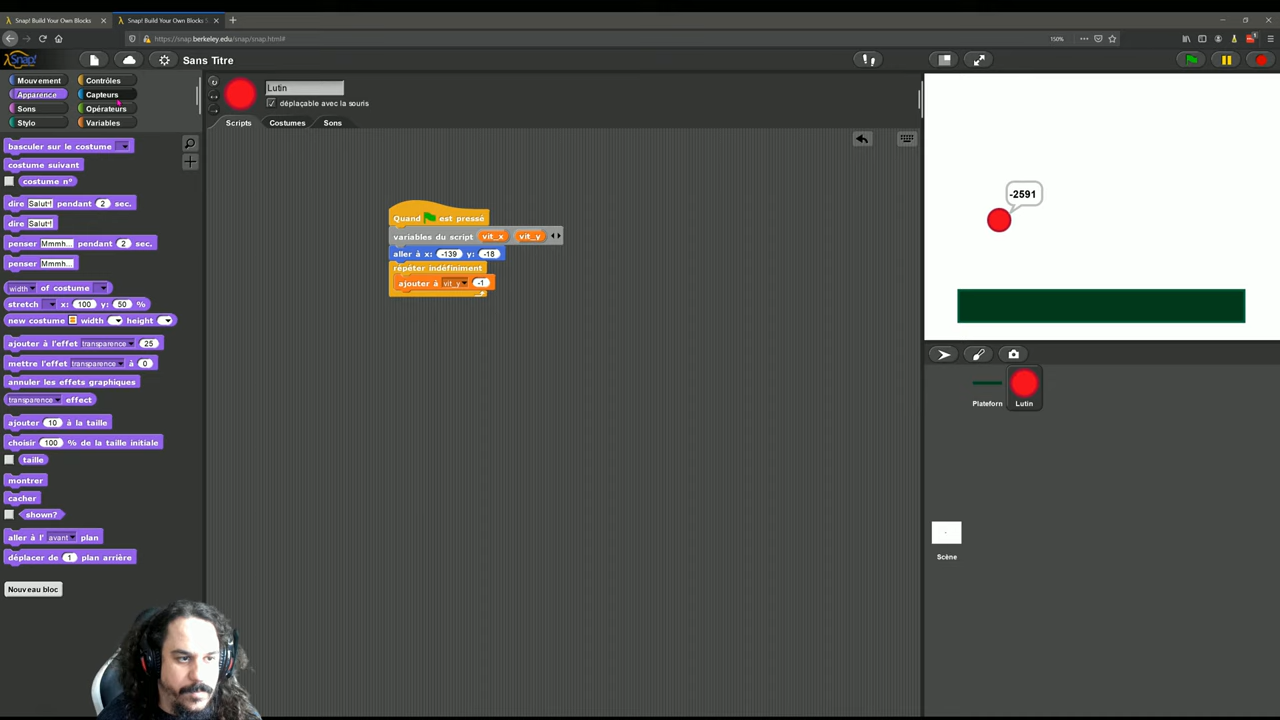 Snap! Build Your Own Blocks
Snap! Build Your Own Blocks
https://snap.berkeley.edu/snap/snap.html#
150%
Snap!
Sans Titre
Mouvement
Contrôles
Apparence
Capteurs
Sons
Opérateurs
Stylo
Variables
Lutin
déplaçable avec la souris
Scripts
Costumes
Sons
basculer sur le costume
costume suivant
costume n°
dire Salut! pendant 2 sec.
dire Salut!
penser Mmmh... pendant 2 sec.
penser Mmmh...
width of costume
stretch x: 100 y: 50 %
new costume width height
ajouter à l'effet transparence 25
mettre l'effet transparence à 0
annuler les effets graphiques
transparence effect
ajouter 10 à la taille
choisir 100 % de la taille initiale
taille
montrer
cacher
shown?
aller à l' avant plan
déplacer de 1 plan arrière
Nouveau bloc
Quand est pressé
variables du script vit_x vit_y
aller à x: -139 y: -18
répéter indéfiniment
ajouter à vit_y -1
-2591
Plateforn
Lutin
Scène